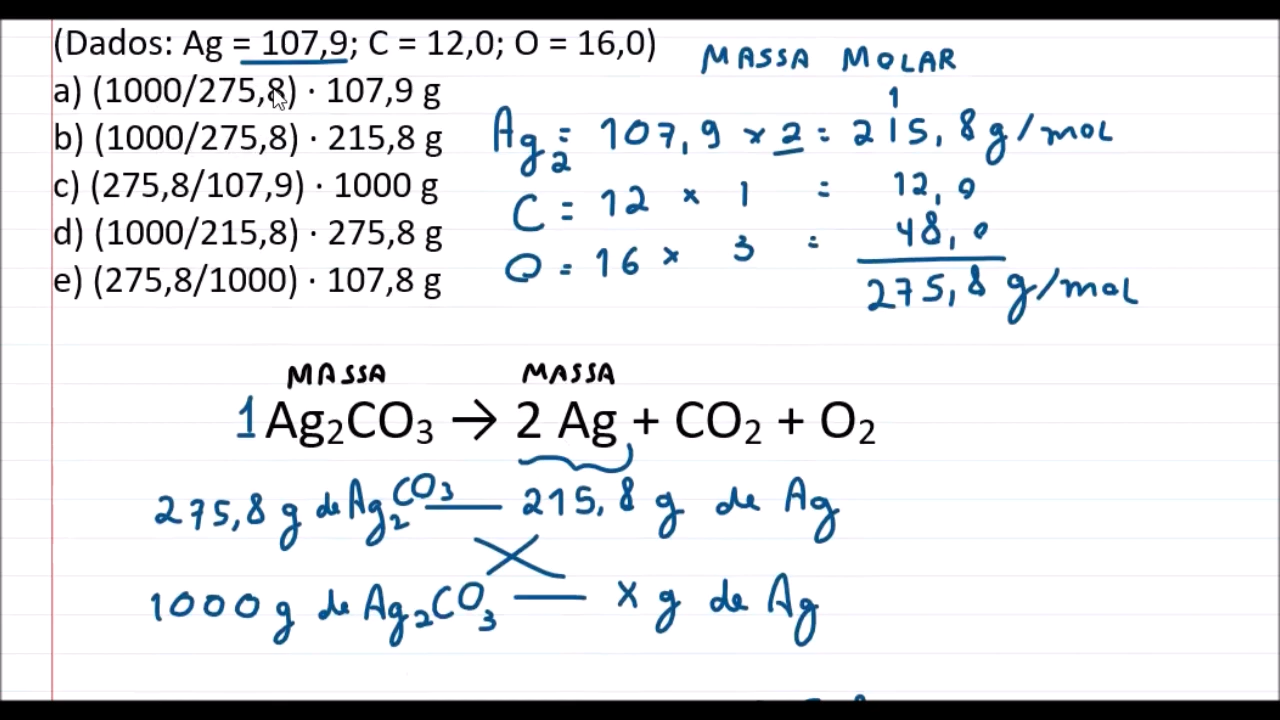 (Dados: Ag = 107,9; C = 12,0; O = 16,0)
MASSA MOLAR
a) (1000/275,8) · 107,9 g
b) (1000/275,8) · 215,8 g
c) (275,8/107,9) · 1000 g
d) (1000/215,8) · 275,8 g
e) (275,8/1000) · 107,8 g
1
Ag₂ = 107,9 x 2 = 215,8 g/mol
C = 12 x 1 = 12,0
O = 16 x 3 = 48,0
275,8 g/mol
MASSA MASSA
1 Ag₂CO₃ → 2 Ag + CO₂ + O₂
275,8 g de Ag₂CO₃ — 215,8 g de Ag
1000 g de Ag₂CO₃ — x g de Ag